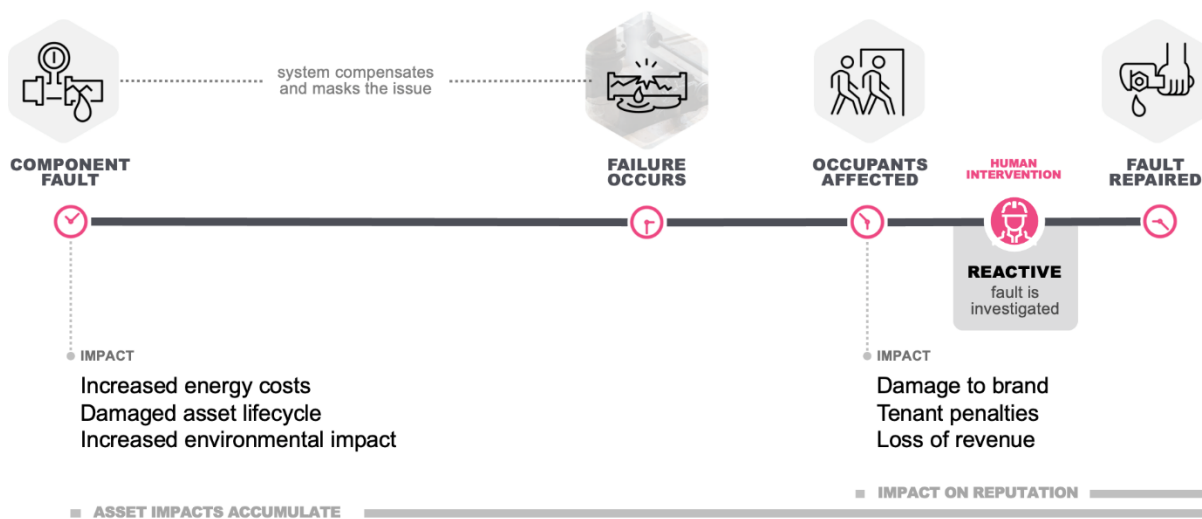 system compensates
and masks the issue
COMPONENT
FAULT
FAILURE
OCCURS
OCCUPANTS
AFFECTED
HUMAN
INTERVENTION
FAULT
REPAIRED
REACTIVE
fault is
investigated
IMPACT
Increased energy costs
Damaged asset lifecycle
Increased environmental impact
IMPACT
Damage to brand
Tenant penalties
Loss of revenue
IMPACT ON REPUTATION
ASSET IMPACTS ACCUMULATE